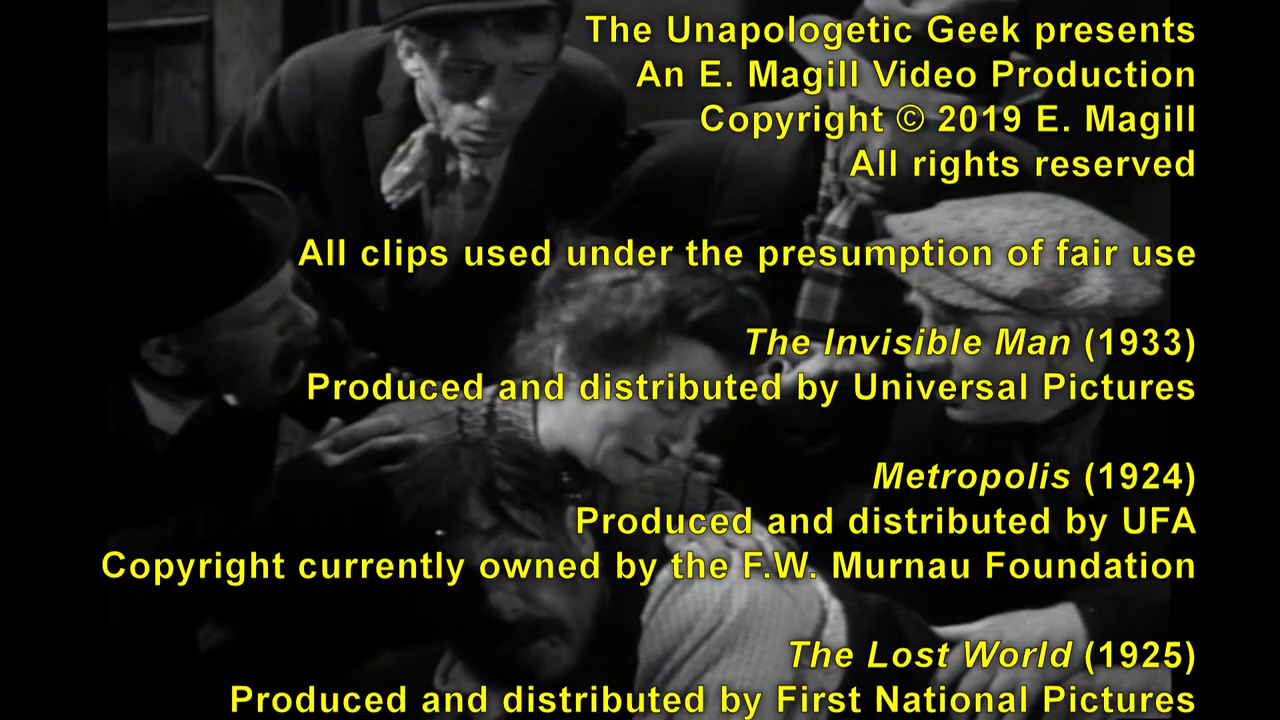 The Unapologetic Geek presents
An E. Magill Video Production
Copyright © 2019 E. Magill
All rights reserved
All clips used under the presumption of fair use
The Invisible Man (1933)
Produced and distributed by Universal Pictures
Metropolis (1924)
Produced and distributed by UFA
Copyright currently owned by the F.W. Murnau Foundation
The Lost World (1925)
Produced and distributed by First National Pictures